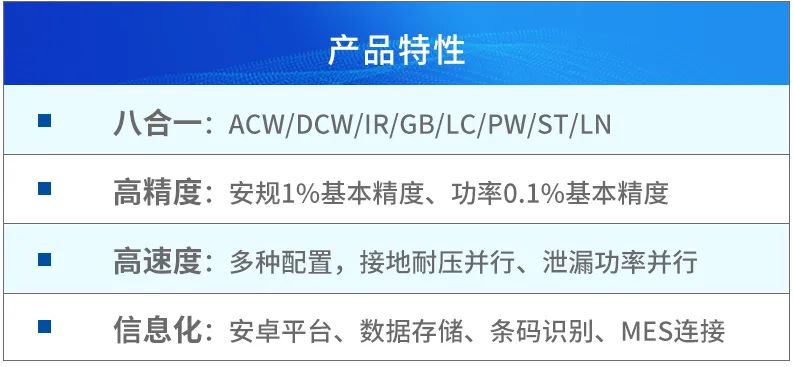 产品特性
八合一：ACW/DCW/IR/GB/LC/PW/ST/LN
高精度：安规1%基本精度、功率0.1%基本精度
高速度：多种配置，接地耐压并行、泄漏功率并行
信息化：安卓平台、数据存储、条码识别、MES连接